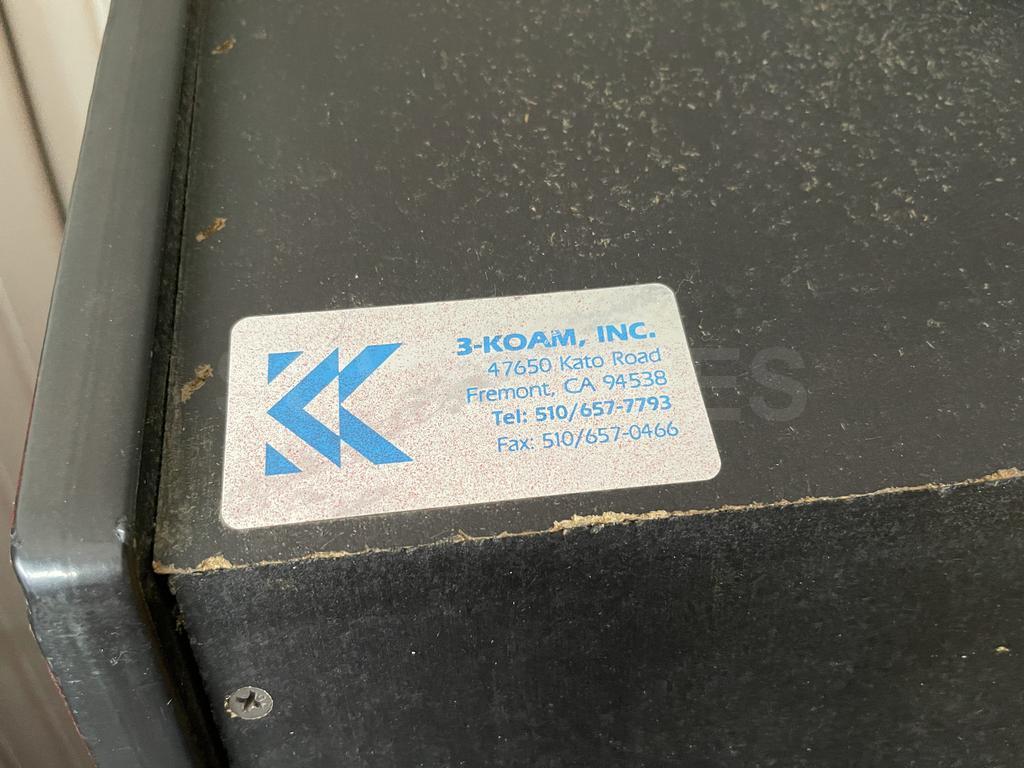 3-KOAM, INC.
47650 Kato Road
Fremont, CA 94538
Tel: 510/657-7793
Fax: 510/657-0466